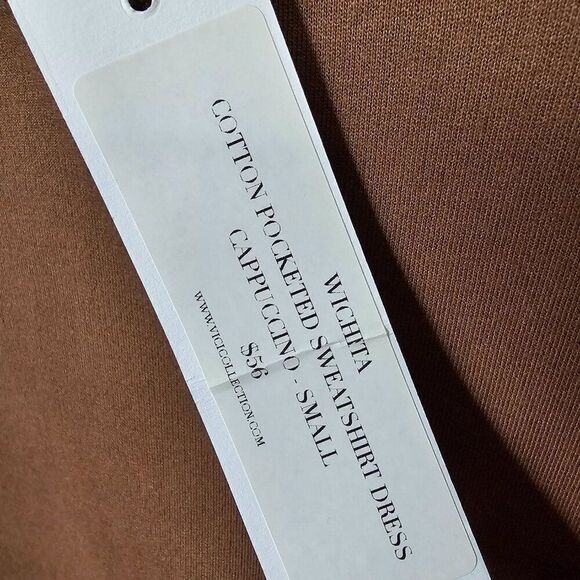 WICHITA
COTTON POCKETED SWEATSHIRT DRESS
CAPPUCCINO - SMALL
$56
WWW.VICICOLLECTION.COM